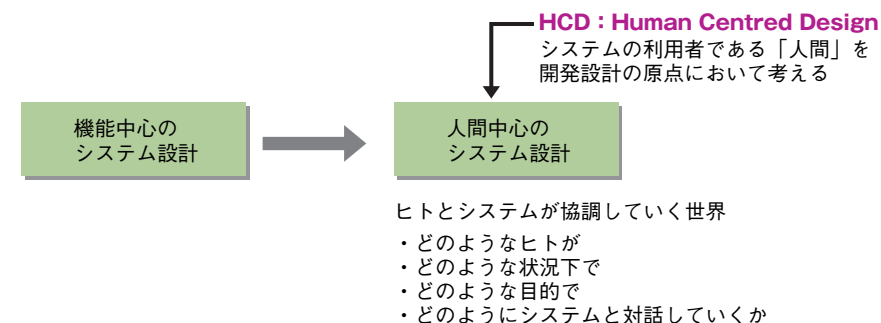 HCD：Human Centred Design
システムの利用者である「人間」を
開発設計の原点において考える
機能中心の
システム設計
人間中心の
システム設計
ヒトとシステムが協調していく世界
・どのようなヒトが
・どのような状況下で
・どのような目的で
・どのようにシステムと対話していくか